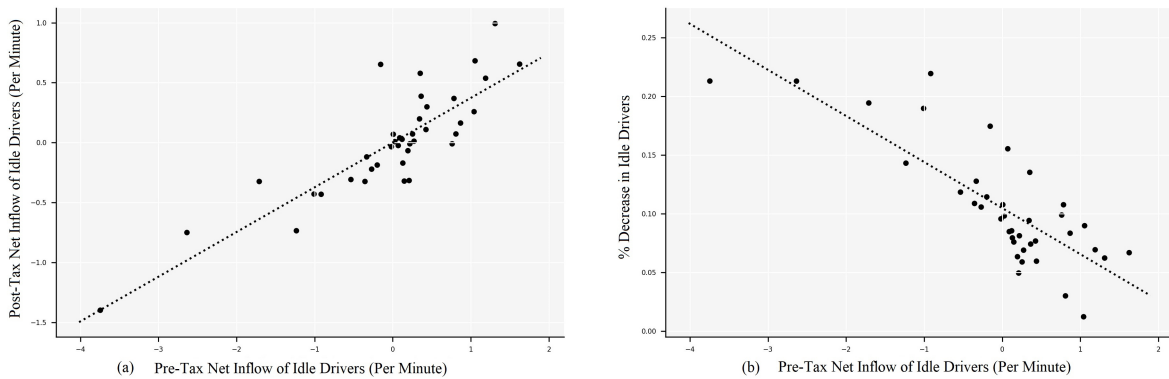 Post-Tax Net Inflow of Idle Drivers (Per Minute)
1.0
0.5
0.0
−0.5
−1.0
−1.5
−4 −3 −2 −1 0 1 2
(a) Pre-Tax Net Inflow of Idle Drivers (Per Minute)
% Decrease in Idle Drivers
0.25
0.20
0.15
0.10
0.05
0.00
−4 −3 −2 −1 0 1 2
(b) Pre-Tax Net Inflow of Idle Drivers (Per Minute)